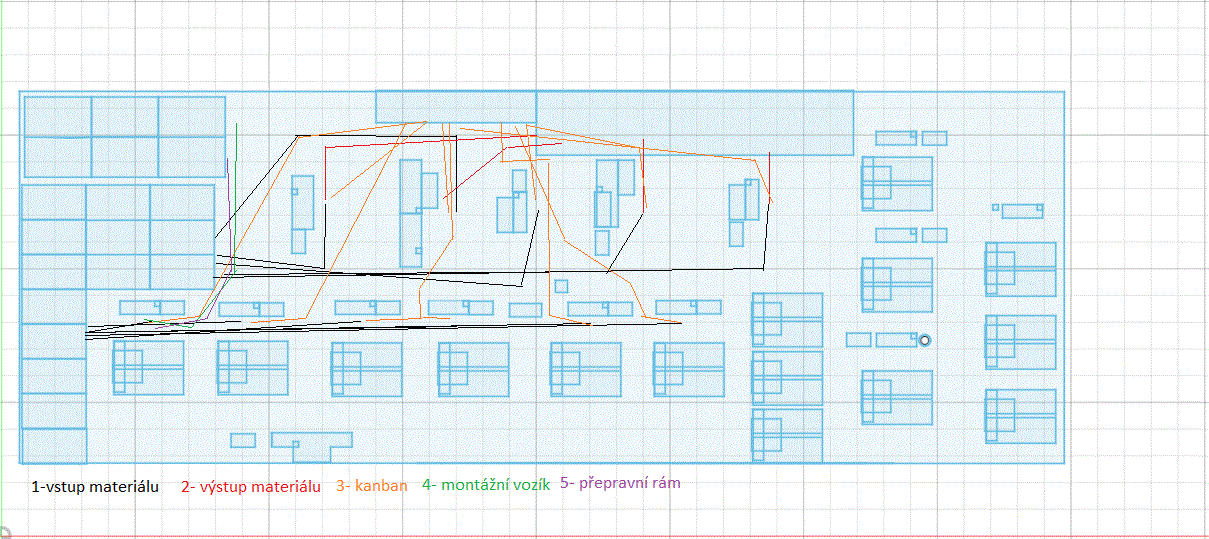 1-vstup materiálu 2- výstup materiálu 3- kanban 4- montážní vozík 5- přepravní rám